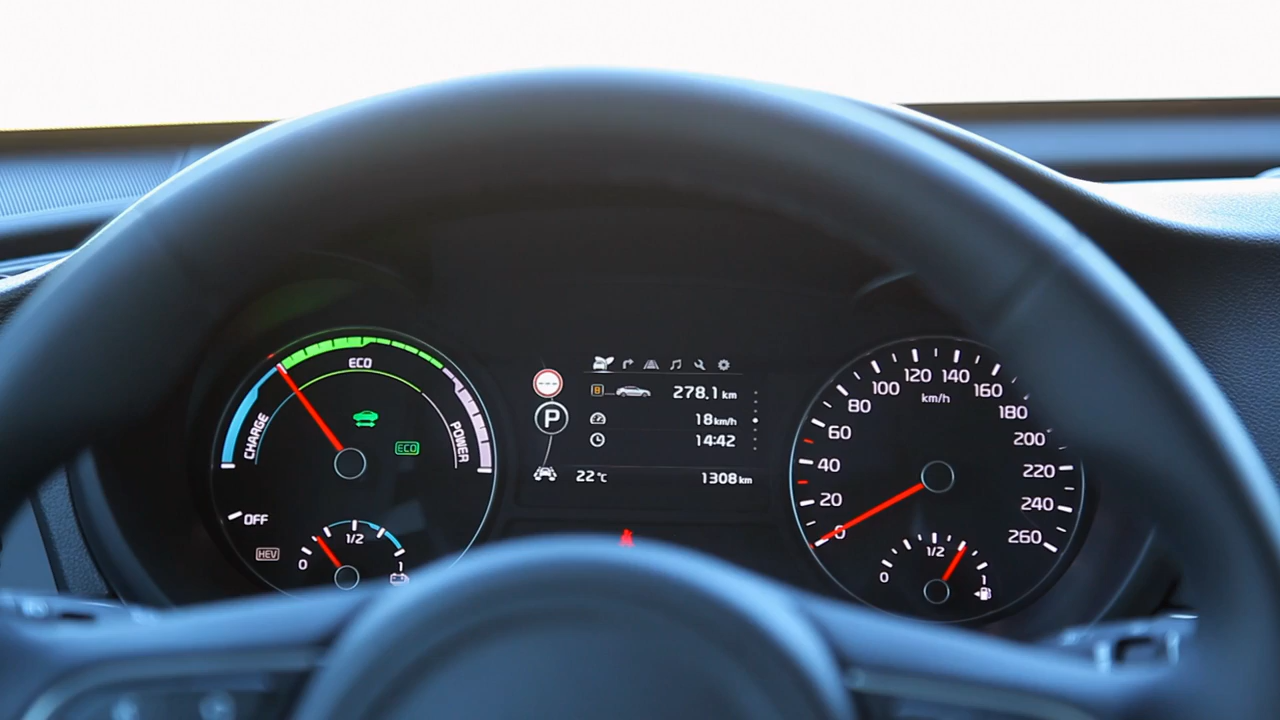 ECO
CHARGE
POWER
ECO
OFF
HEV
0
1/2
1
P
B 278.1 km
18 km/h
14:42
22°c 1308 km
0
20
40
60
80
100
120
140
160
180
200
220
240
260
km/h
0
1/2
1